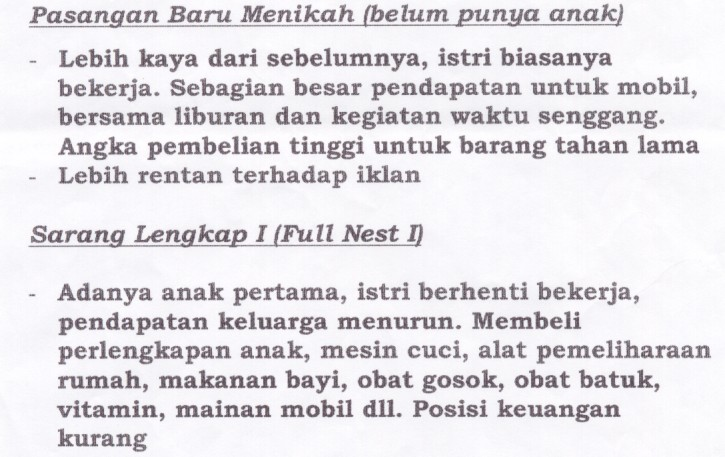 Pasangan Baru Menikah (belum punya anak)
- Lebih kaya dari sebelumnya, istri biasanya
bekerja. Sebagian besar pendapatan untuk mobil,
bersama liburan dan kegiatan waktu senggang.
Angka pembelian tinggi untuk barang tahan lama
- Lebih rentan terhadap iklan
Sarang Lengkap I (Full Nest I)
- Adanya anak pertama, istri berhenti bekerja,
pendapatan keluarga menurun. Membeli
perlengkapan anak, mesin cuci, alat pemeliharaan
rumah, makanan bayi, obat gosok, obat batuk,
vitamin, mainan mobil dll. Posisi keuangan
kurang